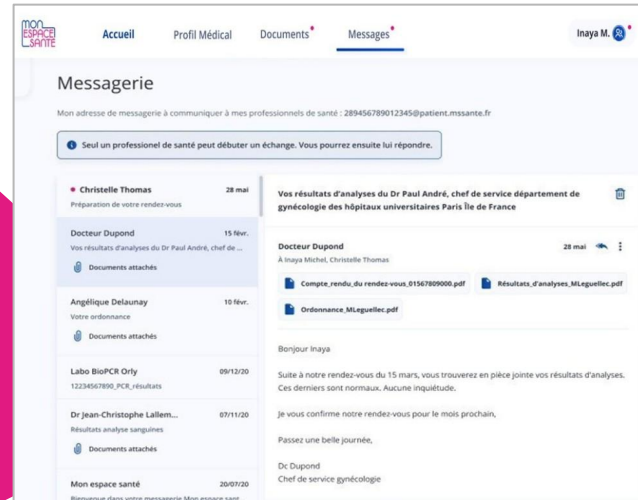 mon
ESPACE
SANTÉ
Accueil
Profil Médical
Documents
Messages
Inaya M.
Messagerie
Mon adresse de messagerie à communiquer à mes professionnels de santé : 289456789012345@patient.mssante.fr
Seul un professionel de santé peut débuter un échange. Vous pourrez ensuite lui répondre.
Christelle Thomas 28 mai
Préparation de votre rendez-vous
Docteur Dupond 15 févr.
Vos résultats d'analyses du Dr Paul André, chef de ...
Documents attachés
Angélique Delaunay 10 févr.
Votre ordonnance
Documents attachés
Labo BioPCR Orly 09/12/20
12234567890_PCR_résultats
Dr Jean-Christophe Lallem... 07/11/20
Résultats analyse sanguines
Documents attachés
Mon espace santé 20/07/20
Bienvenue dans votre messagerie Mon espace sant
Vos résultats d'analyses du Dr Paul André, chef de service département de
gynécologie des hôpitaux universitaires Paris Île de France
Docteur Dupond 28 mai
À Inaya Michel, Christelle Thomas
Compte_rendu_du rendez-vous_01567809000.pdf
Résultats_d'analyses_MLeguellec.pdf
Ordonnance_MLeguellec.pdf
Bonjour Inaya
Suite à notre rendez-vous du 15 mars, vous trouverez en pièce jointe vos résultats d'analyses.
Ces derniers sont normaux. Aucune inquiétude.
Je vous confirme notre rendez-vous pour le mois prochain,
Passez une belle journée,
Dc Dupond
Chef de service gynécologie